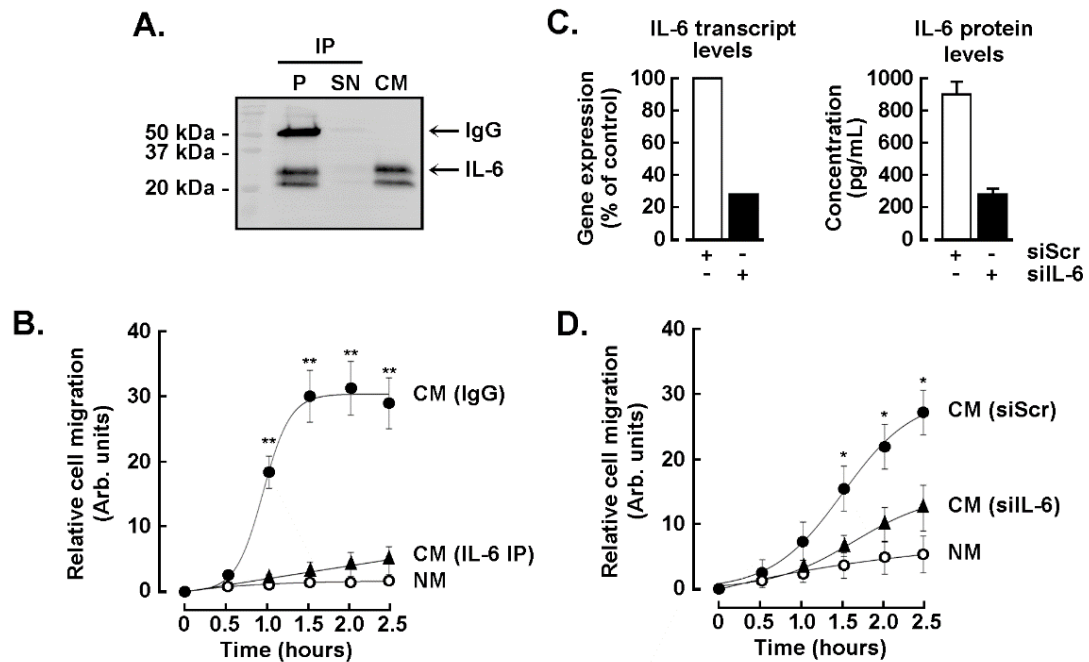 A.
IP
P SN CM
50 kDa -
37 kDa -
20 kDa -
IgG
IL-6
C.
IL-6 transcript
levels
Gene expression
(% of control)
100
80
60
40
20
0
+ -
- +
IL-6 protein
levels
Concentration
(pg/mL)
1000
800
600
400
200
0
+ - siScr
- + siIL-6
B.
Relative cell migration
(Arb. units)
40
30
20
10
0
** ** ** **
CM (IgG)
CM (IL-6 IP)
NM
0 0.5 1.0 1.5 2.0 2.5
Time (hours)
D.
Relative cell migration
(Arb. units)
40
30
20
10
0
* * *
CM (siScr)
CM (siIL-6)
NM
0 0.5 1.0 1.5 2.0 2.5
Time (hours)